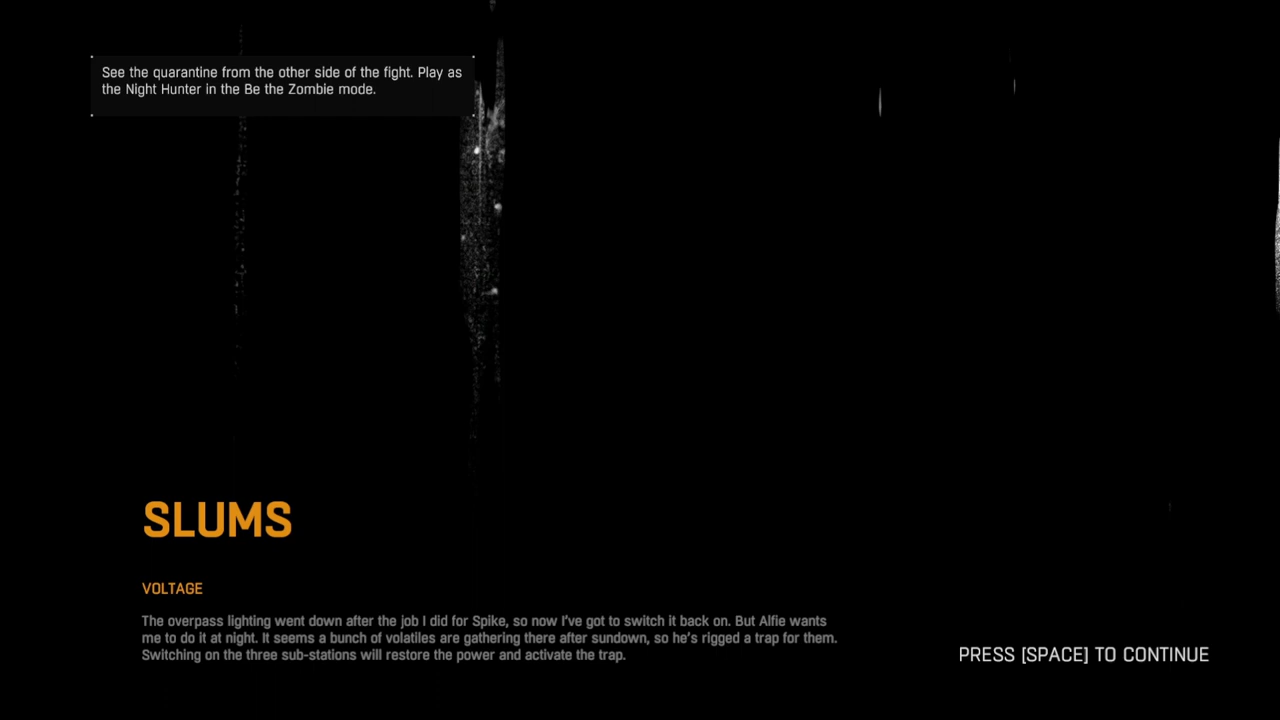 See the quarantine from the other side of the fight. Play as
the Night Hunter in the Be the Zombie mode.
SLUMS
VOLTAGE
The overpass lighting went down after the job I did for Spike, so now I've got to switch it back on. But Alfie wants
me to do it at night. It seems a bunch of volatiles are gathering there after sundown, so he's rigged a trap for them.
Switching on the three sub-stations will restore the power and activate the trap.
PRESS [SPACE] TO CONTINUE